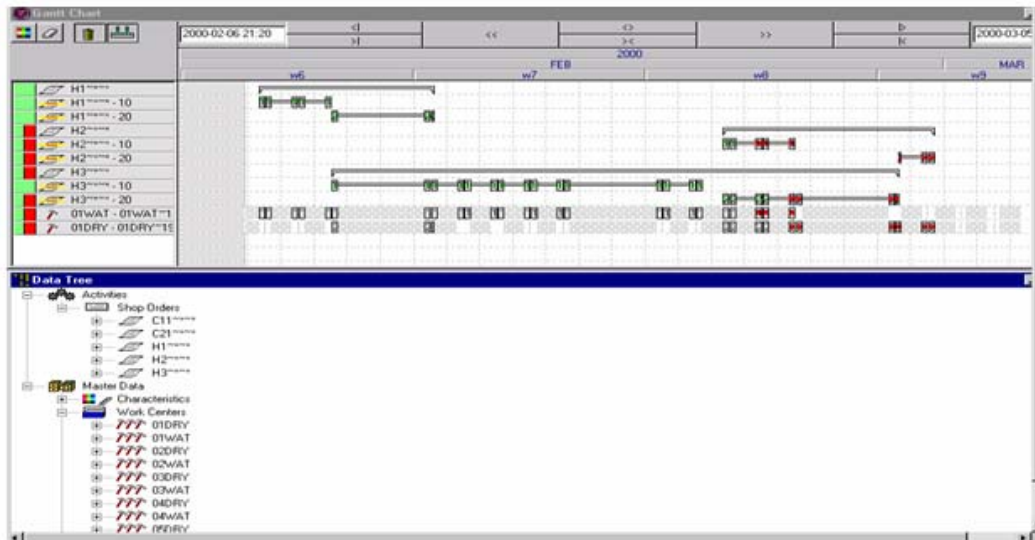 Gantt Chart
2000-02-06 21:20 <| << <> >> |> 2000-03-05
>| >< |<
2000
FEB MAR
w6 w7 w8 w9
H1~*~*~
H1~*~*~ - 10
H1~*~*~ - 20
H2~*~*~
H2~*~*~ - 10
H2~*~*~ - 20
H3~*~*~
H3~*~*~ - 10
H3~*~*~ - 20
01WAT - 01WAT~1
01DRY - 01DRY~1S
Data Tree
Activities
Shop Orders
C11~*~*~
C21~*~*~
H1~*~*~
H2~*~*~
H3~*~*~
Master Data
Characteristics
Work Centers
01DRY
01WAT
02DRY
02WAT
03DRY
03WAT
04DRY
04WAT
05DRY